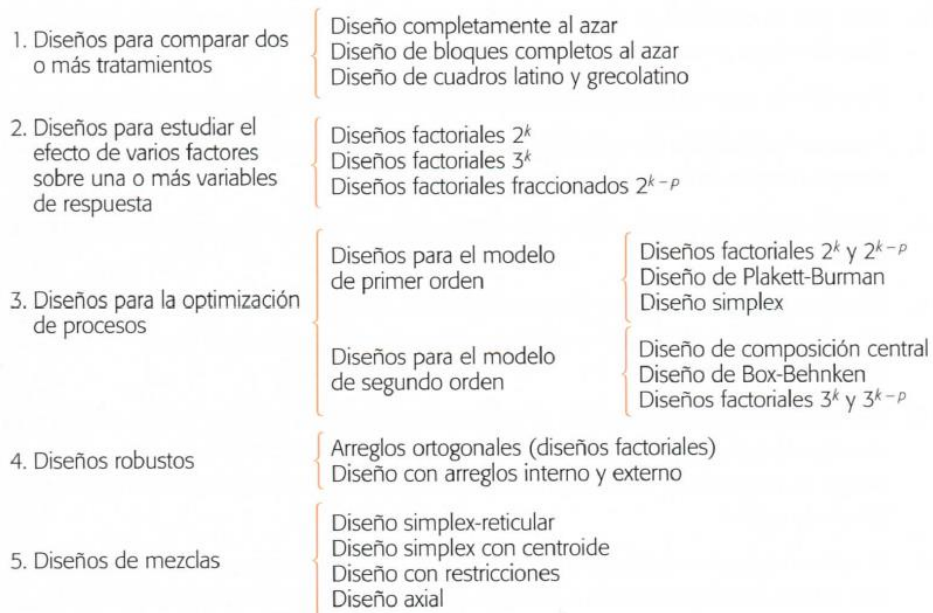 1. Diseños para comparar dos
o más tratamientos
Diseño completamente al azar
Diseño de bloques completos al azar
Diseño de cuadros latino y grecolatino
2. Diseños para estudiar el
efecto de varios factores
sobre una o más variables
de respuesta
Diseños factoriales 2^k
Diseños factoriales 3^k
Diseños factoriales fraccionados 2^{k – p}
3. Diseños para la optimización
de procesos
Diseños para el modelo
de primer orden
Diseños factoriales 2^k y 2^{k – p}
Diseño de Plakett-Burman
Diseño simplex
Diseños para el modelo
de segundo orden
Diseño de composición central
Diseño de Box-Behnken
Diseños factoriales 3^k y 3^{k – p}
4. Diseños robustos
Arreglos ortogonales (diseños factoriales)
Diseño con arreglos interno y externo
5. Diseños de mezclas
Diseño simplex-reticular
Diseño simplex con centroide
Diseño con restricciones
Diseño axial